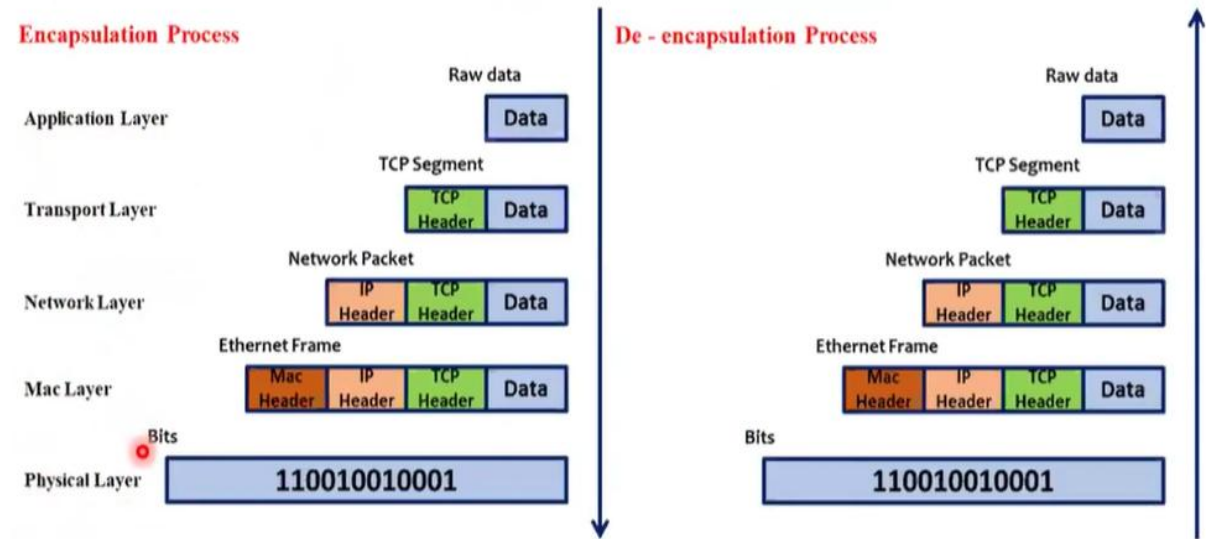 Encapsulation Process
Raw data
Application Layer
Data
TCP Segment
Transport Layer
TCP Header
Data
Network Packet
Network Layer
IP Header
TCP Header
Data
Ethernet Frame
Mac Layer
Mac Header
IP Header
TCP Header
Data
Bits
Physical Layer
110010010001
De - encapsulation Process
Raw data
Data
TCP Segment
TCP Header
Data
Network Packet
IP Header
TCP Header
Data
Ethernet Frame
Mac Header
IP Header
TCP Header
Data
Bits
110010010001